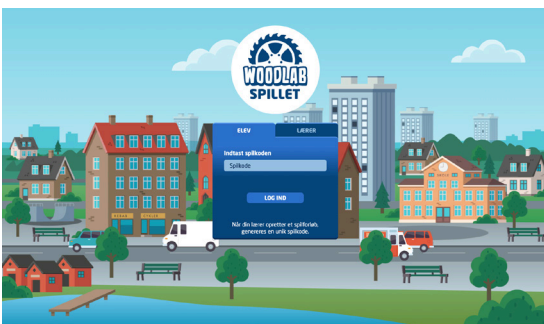 WOODLAB
SPILLET
ELEV
LÆRER
Indtast spilkoden
Spilkode
LOG IND
Når din lærer opretter et spilforløb,
genereres en unik spilkode.